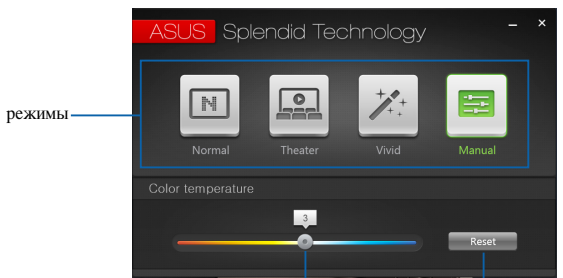 ASUS Splendid Technology
режимы
N
Normal Theater Vivid Manual
Color temperature
3
Reset